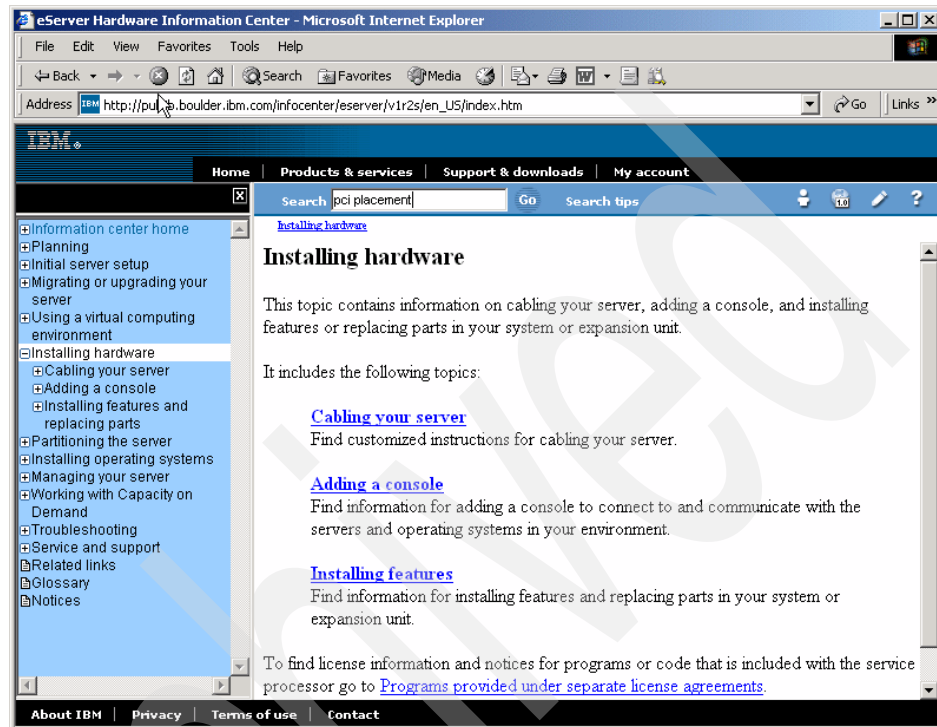 eServer Hardware Information Center - Microsoft Internet Explorer
File Edit View Favorites Tools Help
Back Search Favorites Media
Address IBM http://pu b.boulder.ibm.com/infocenter/eserver/v1r2s/en_US/index.htm Go Links »
IBM
Home | Products & services | Support & downloads | My account
Search pci placement Go Search tips 1.0 ?
Information center home
Planning
Initial server setup
Migrating or upgrading your
server
Using a virtual computing
environment
Installing hardware
Cabling your server
Adding a console
Installing features and
replacing parts
Partitioning the server
Installing operating systems
Managing your server
Working with Capacity on
Demand
Troubleshooting
Service and support
Related links
Glossary
Notices
Installing hardware
Installing hardware
This topic contains information on cabling your server, adding a console, and installing
features or replacing parts in your system or expansion unit.
It includes the following topics:
Cabling your server
Find customized instructions for cabling your server.
Adding a console
Find information for adding a console to connect to and communicate with the
servers and operating systems in your environment.
Installing features
Find information for installing features and replacing parts in your system or
expansion unit.
To find license information and notices for programs or code that is included with the service
processor go to Programs provided under separate license agreements.
About IBM | Privacy | Terms of use | Contact